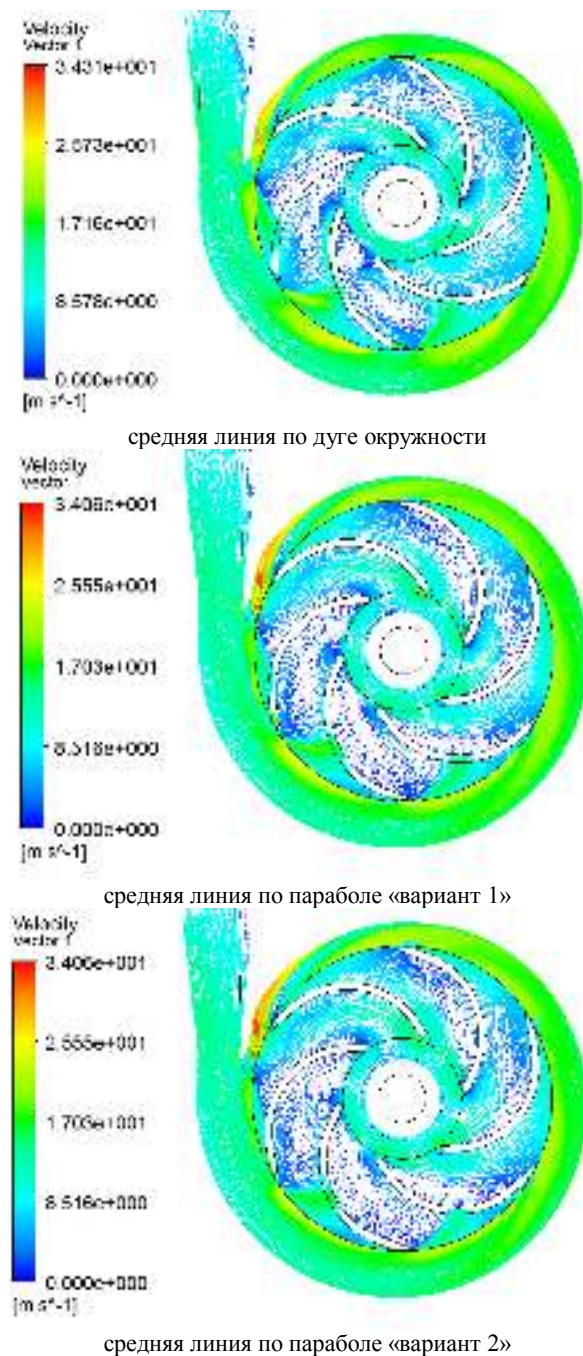 Velocity
Vector 1
3.431e+001
2.573e+001
1.716e+001
8.578e+000
0.000e+000
[m s^-1]
средняя линия по дуге окружности
Velocity
vector
3.406e+001
2.555e+001
1.703e+001
8.516e+000
0.000e+000
[m s^-1]
средняя линия по параболе «вариант 1»
Velocity
vector 1
3.406e+001
2.555e+001
1.703e+001
8.516e+000
0.000e+000
[m s^-1]
средняя линия по параболе «вариант 2»